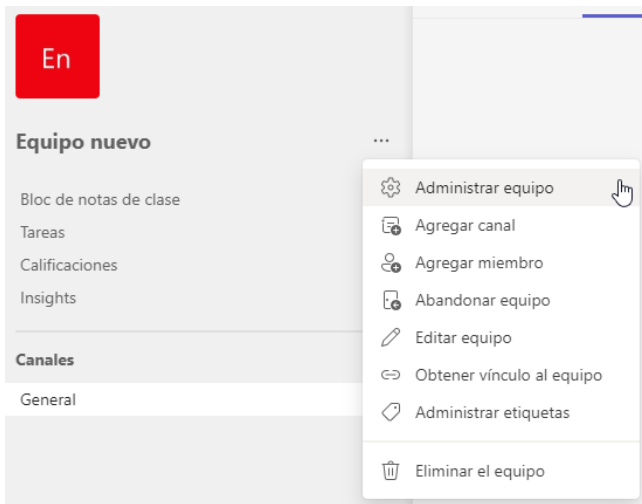 En
Equipo nuevo
...
Bloc de notas de clase
Tareas
Calificaciones
Insights
Canales
General
Administrar equipo
Agregar canal
Agregar miembro
Abandonar equipo
Editar equipo
Obtener vínculo al equipo
Administrar etiquetas
Eliminar el equipo